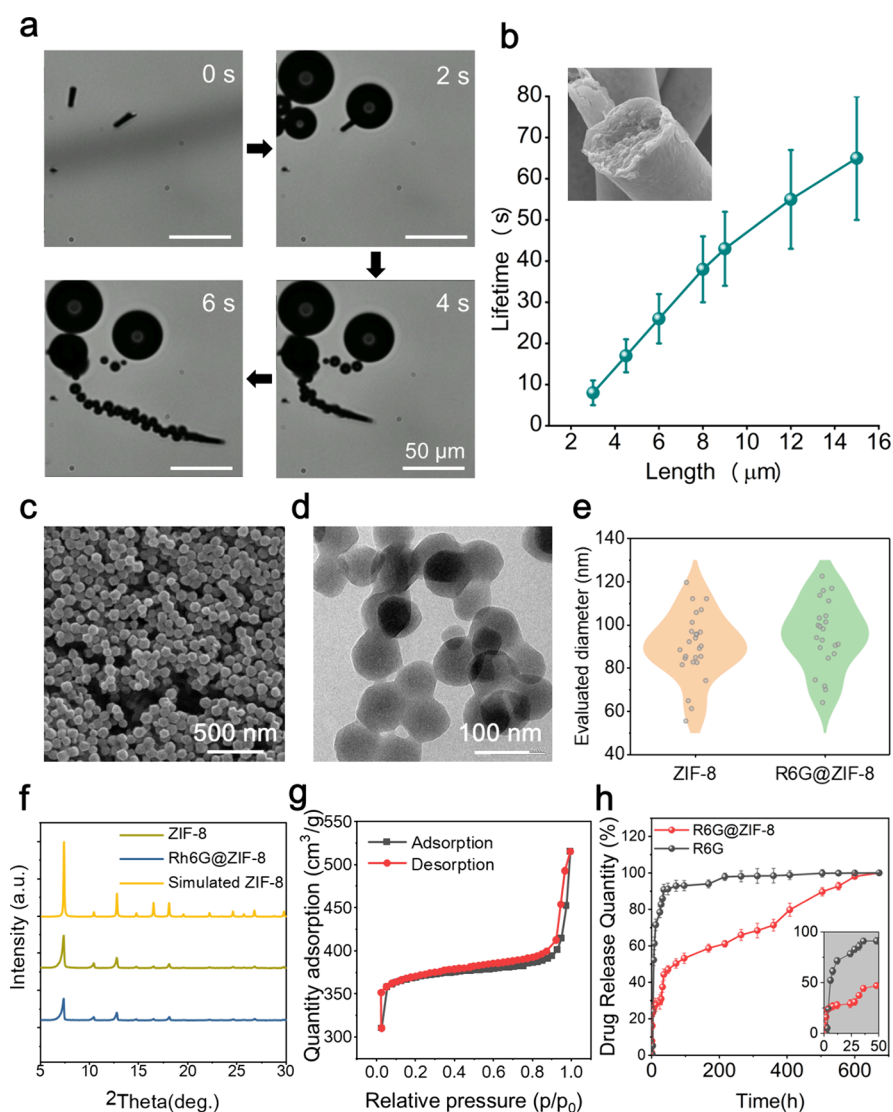 a
0 s
2 s
6 s
4 s
50 μm
b
Lifetime (s)
80
70
60
50
40
30
20
10
0
2 4 6 8 10 12 14 16
Length (μm)
c
500 nm
d
100 nm
e
Evaluated diameter (nm)
140
120
100
80
60
40
ZIF-8 R6G@ZIF-8
f
Intensity (a.u.)
ZIF-8
Rh6G@ZIF-8
Simulated ZIF-8
5 10 15 20 25 30
2Theta(deg.)
g
Quantity adsorption (cm³/g)
550
500
450
400
350
300
Adsorption
Desorption
0.0 0.2 0.4 0.6 0.8 1.0
Relative pressure (p/p₀)
h
Drug Release Quantity (%)
120
100
80
60
40
20
0
R6G@ZIF-8
R6G
100
50
0
0 25 50
0 200 400 600
Time(h)